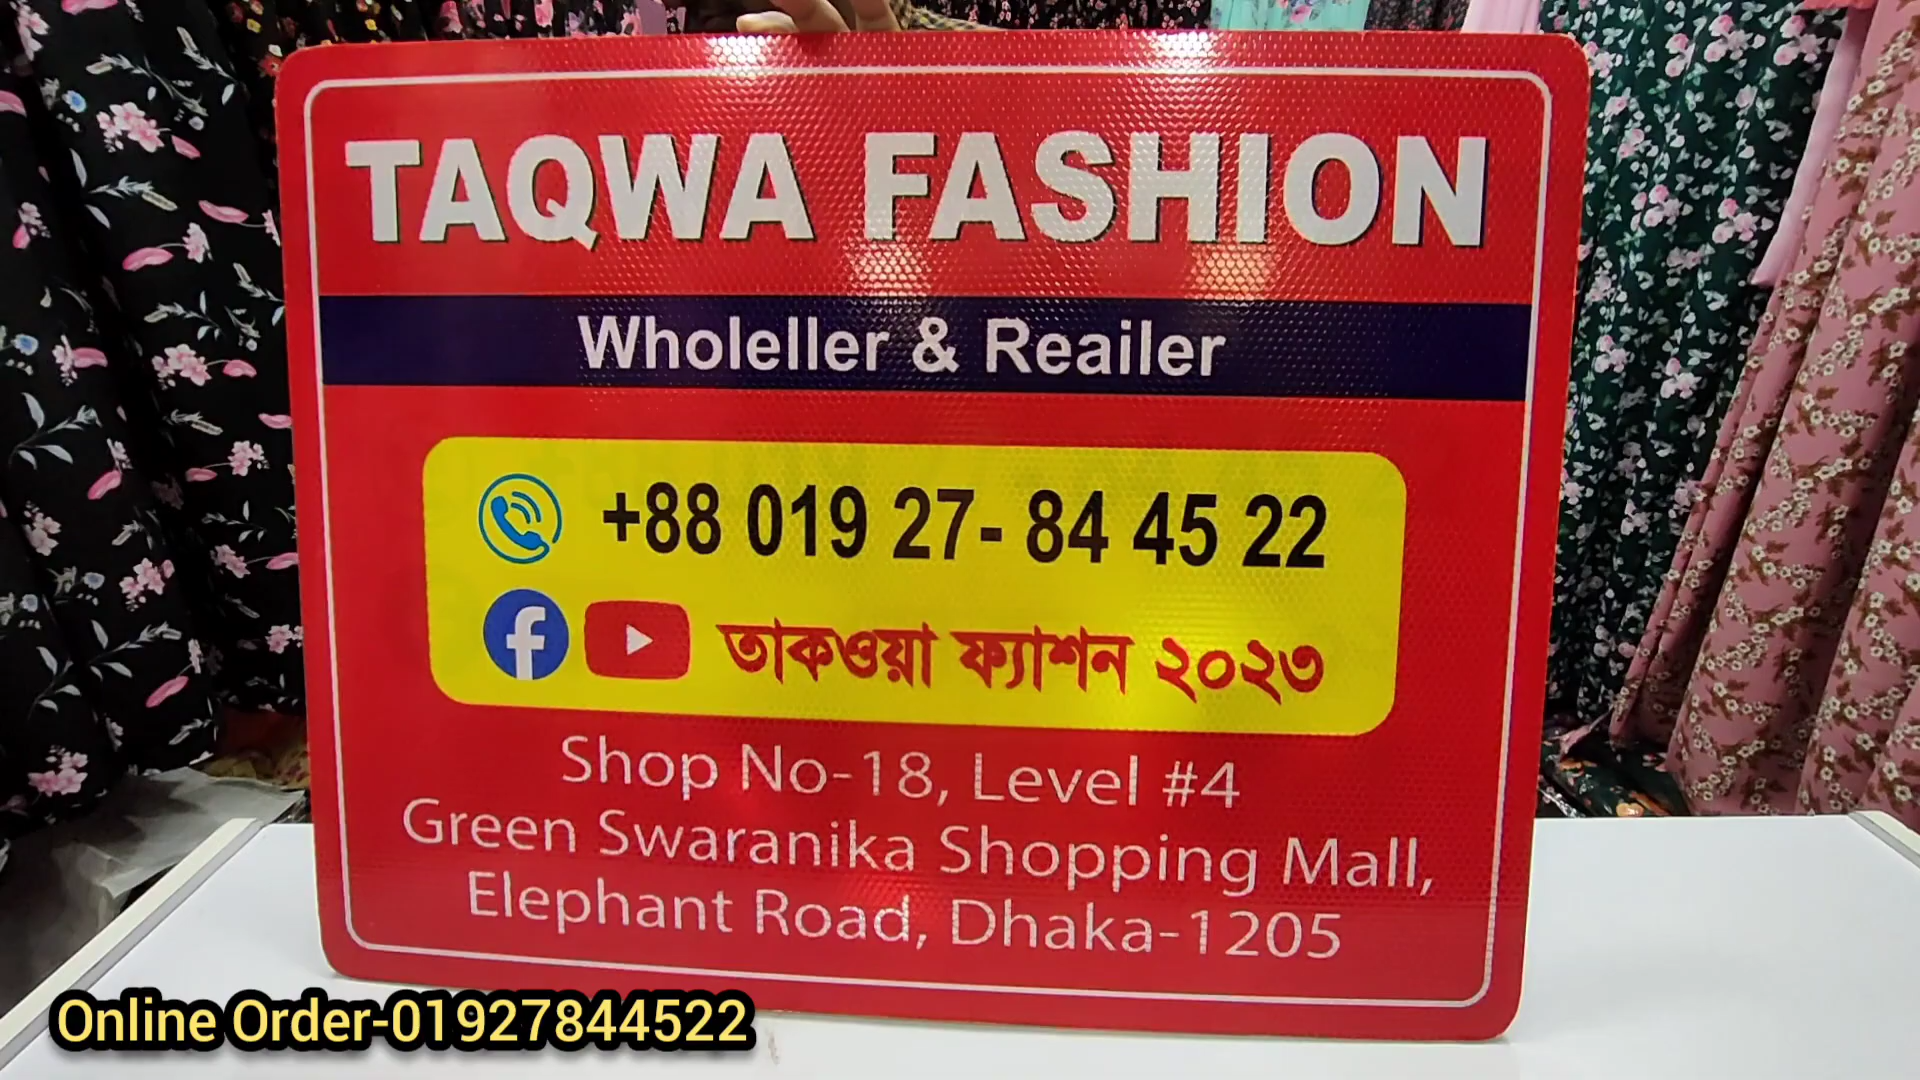 TAQWA FASHION
Wholeller & Reailer
+88 019 27- 84 45 22
তাকওয়া ফ্যাশন ২০২৩
Shop No-18, Level #4
Green Swaranika Shopping Mall,
Elephant Road, Dhaka-1205
Online Order-01927844522